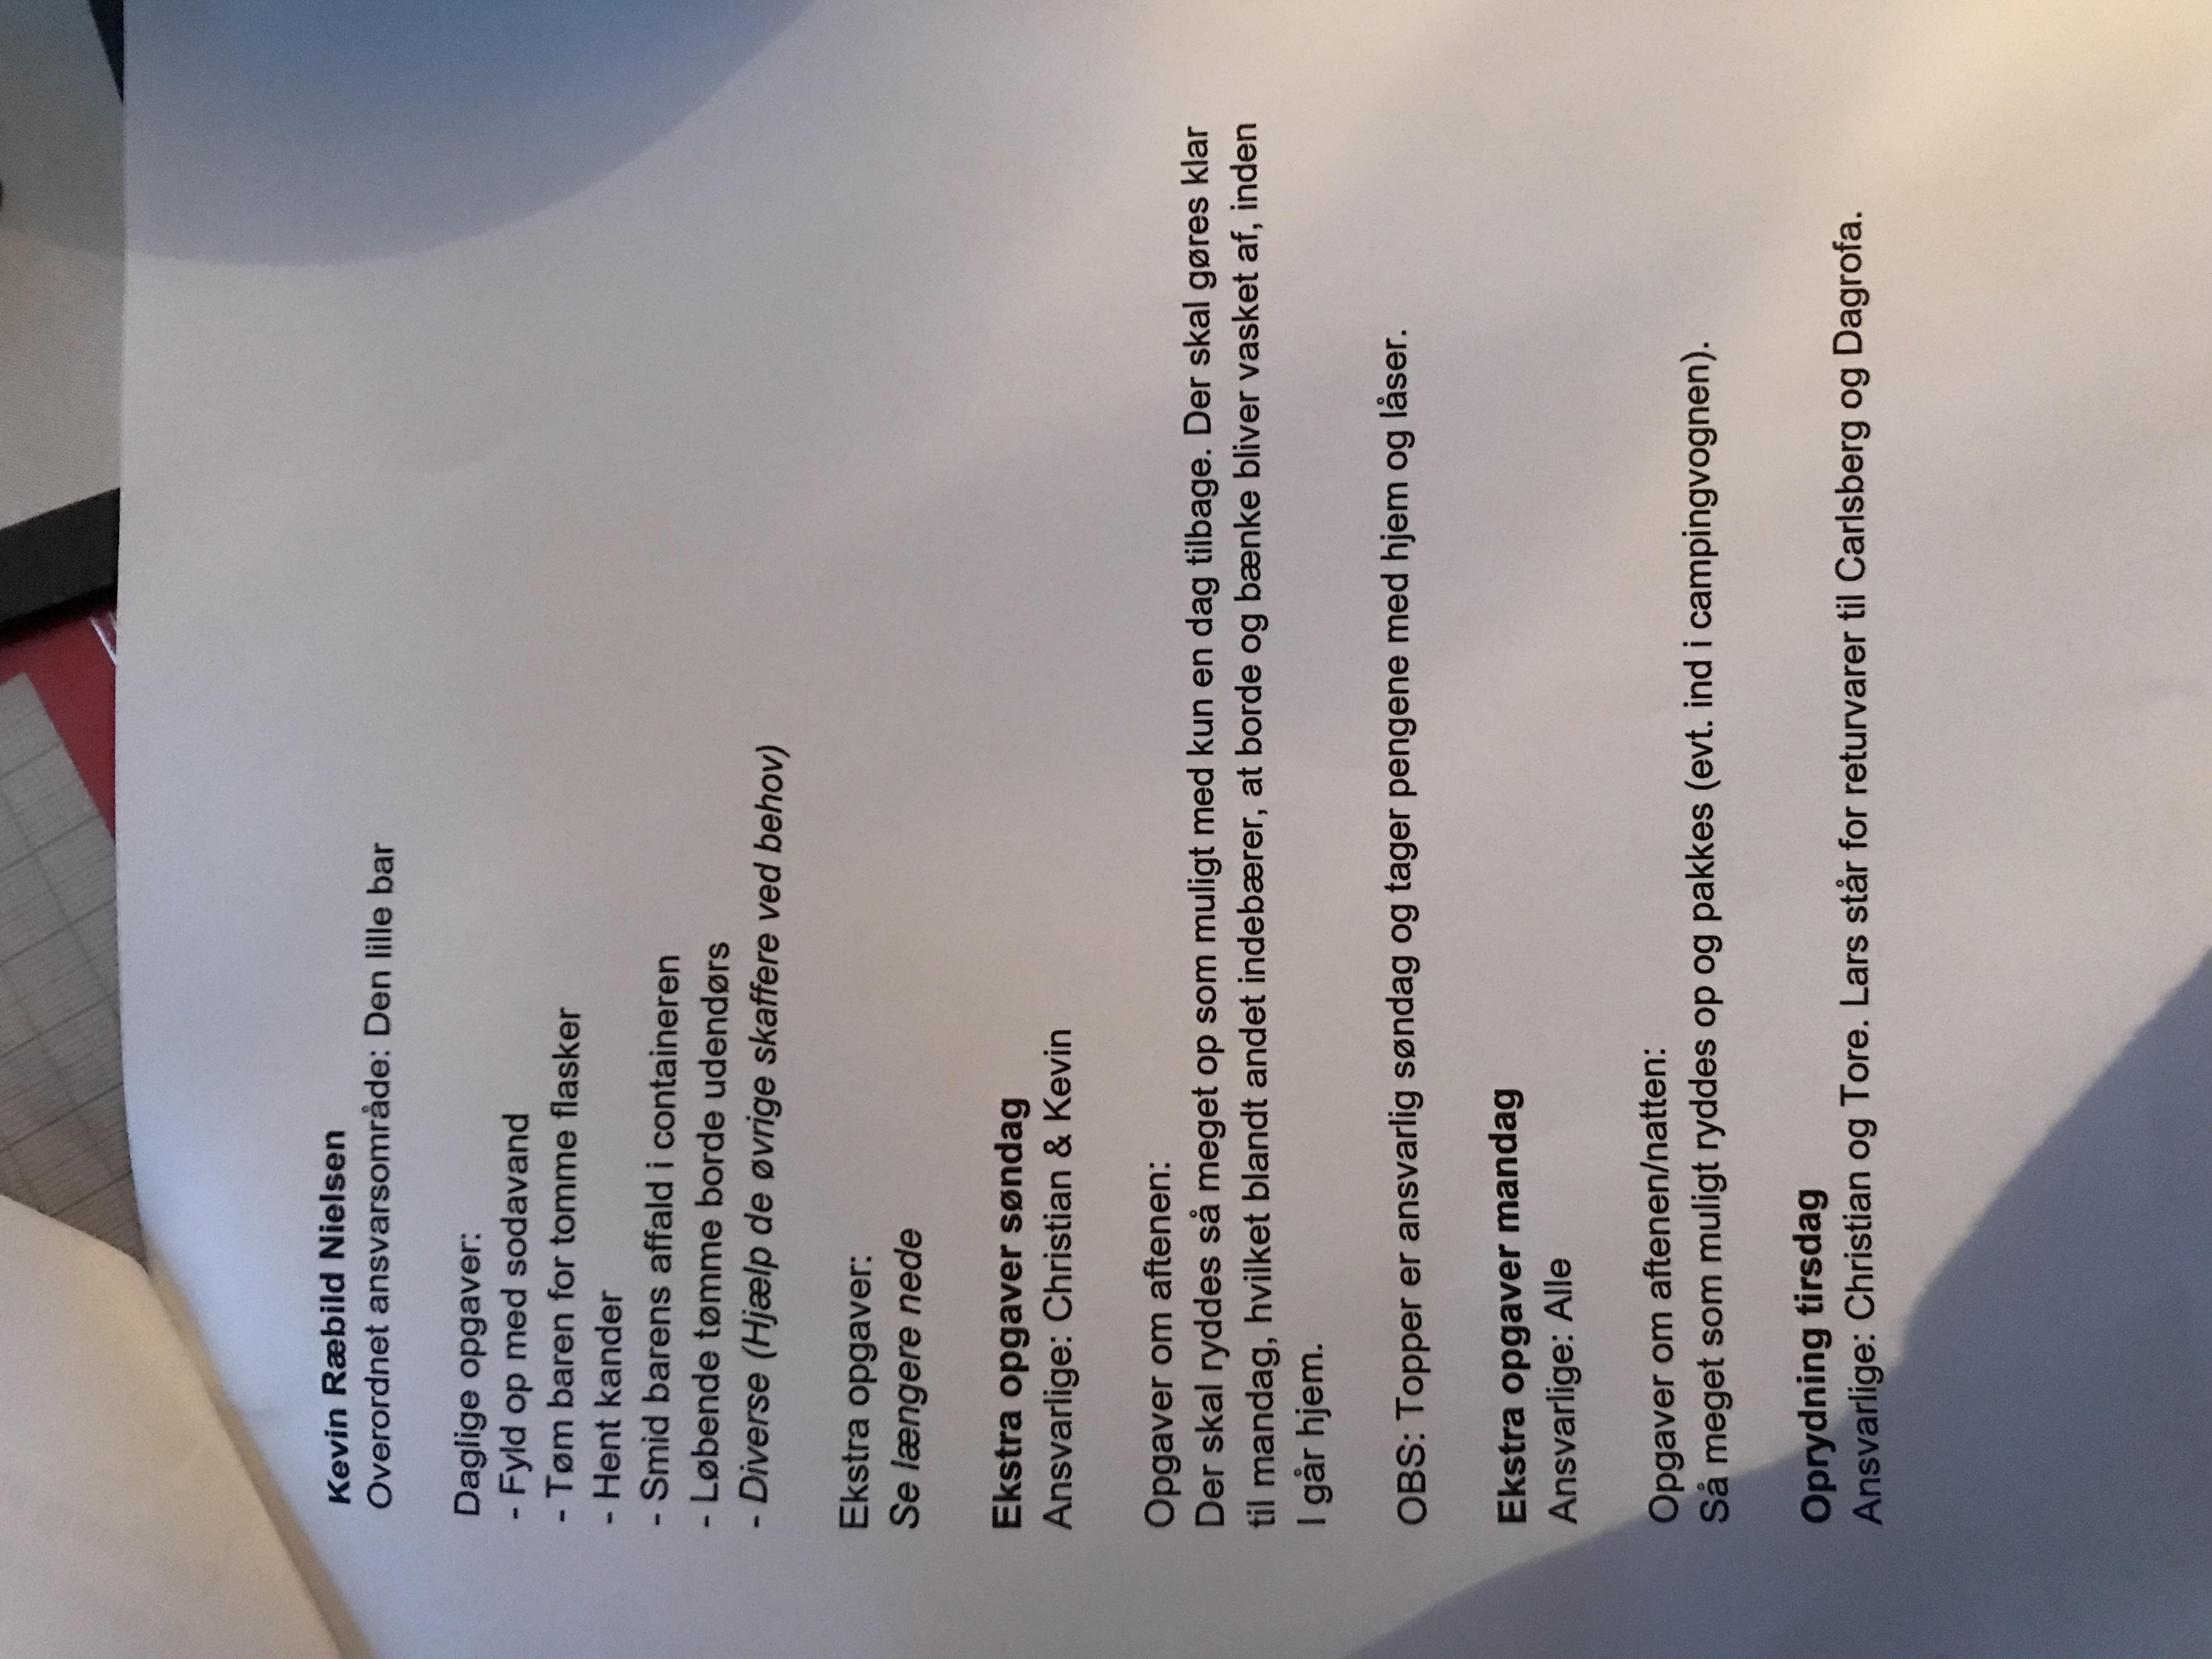 Kevin Ræbild Nielsen
Overordnet ansvarsområde: Den lille bar
Daglige opgaver:
- Fyld op med sodavand
- Tøm baren for tomme flasker
- Hent kander
- Smid barens affald i containeren
- Løbende tømme borde udendørs
- Diverse (Hjælp de øvrige skaffere ved behov)
Ekstra opgaver:
Se længere nede
Ekstra opgaver søndag
Ansvarlige: Christian & Kevin
Opgaver om aftenen:
Der skal ryddes så meget op som muligt med kun en dag tilbage. Der skal gøres klar
til mandag, hvilket blandt andet indebærer, at borde og bænke bliver vasket af, inden
I går hjem.
OBS: Topper er ansvarlig søndag og tager pengene med hjem og låser.
Ekstra opgaver mandag
Ansvarlige: Alle
Opgaver om aftenen/natten:
Så meget som muligt ryddes op og pakkes (evt. ind i campingvognen).
Oprydning tirsdag
Ansvarlige: Christian og Tore. Lars står for returvarer til Carlsberg og Dagrofa.